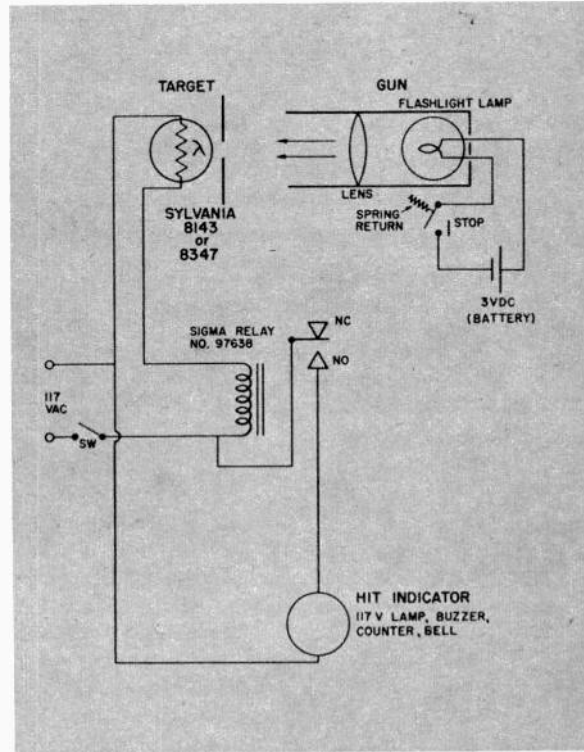 TARGET
GUN
FLASHLIGHT LAMP
λ
LENS
SYLVANIA
8143
or
8347
SPRING
RETURN
STOP
3VDC
(BATTERY)
SIGMA RELAY
NO. 97638
NC
NO
117
VAC
SW
HIT INDICATOR
117 V LAMP, BUZZER,
COUNTER, BELL